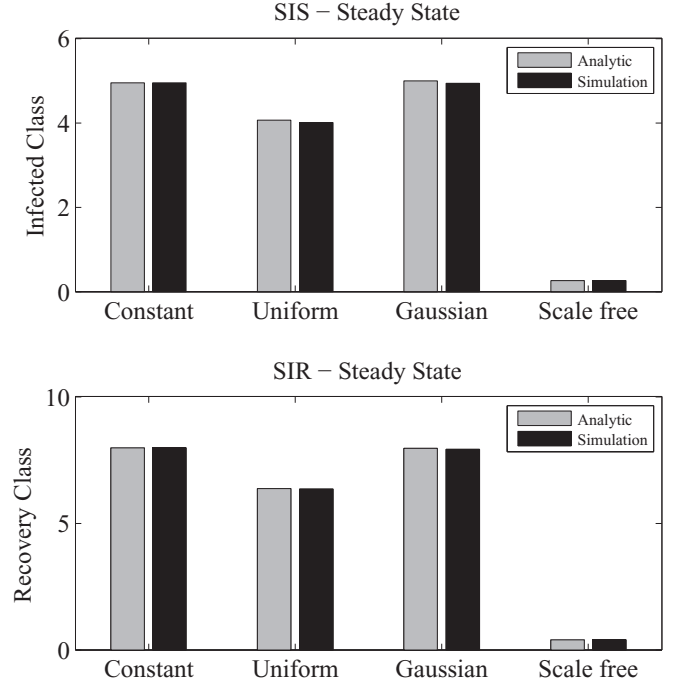 SIS − Steady State
6
4
2
0
Infected Class
Analytic
Simulation
Constant Uniform Gaussian Scale free
SIR − Steady State
10
5
0
Recovery Class
Analytic
Simulation
Constant Uniform Gaussian Scale free